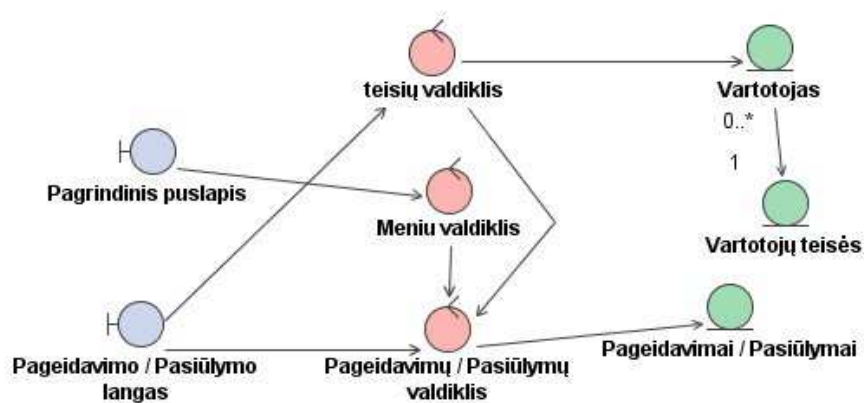 teisių valdiklis
Vartotojas
0..*
1
Pagrindinis puslapis
Meniu valdiklis
Vartotojų teisės
Pageidavimo / Pasiūlymo
langas
Pageidavimų / Pasiūlymų
valdiklis
Pageidavimai / Pasiūlymai